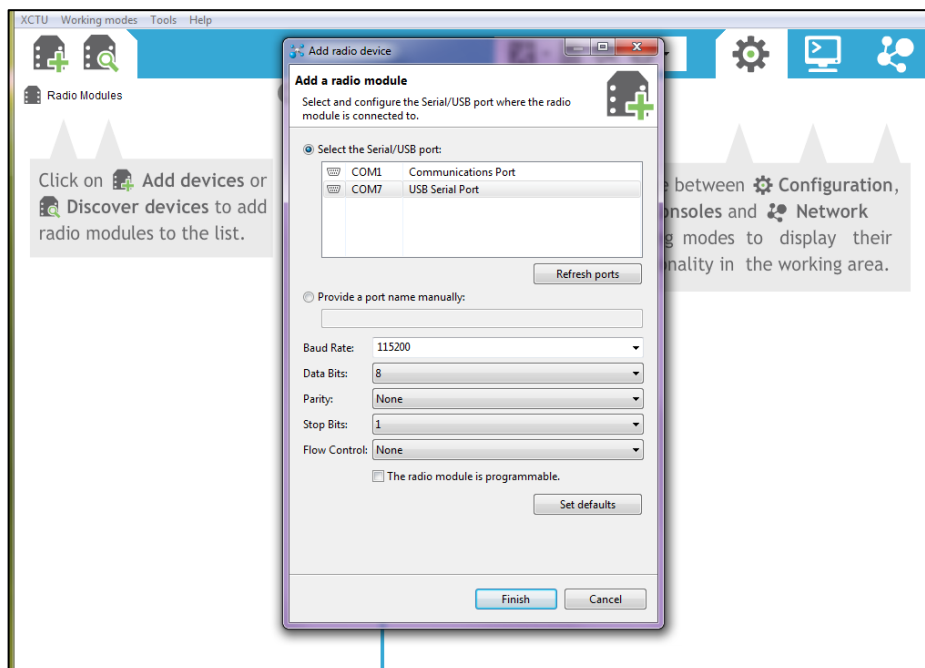 XCTU Working modes Tools Help
Add radio device
Add a radio module
Select and configure the Serial/USB port where the radio
module is connected to.
Radio Modules
Click on Add devices or
Discover devices to add
radio modules to the list.
Select the Serial/USB port:
COM1 Communications Port
COM7 USB Serial Port
Refresh ports
Provide a port name manually:
Baud Rate: 115200
Data Bits: 8
Parity: None
Stop Bits: 1
Flow Control: None
The radio module is programmable.
Set defaults
Finish Cancel
between Configuration,
and Network
modes to display their
in the working area.